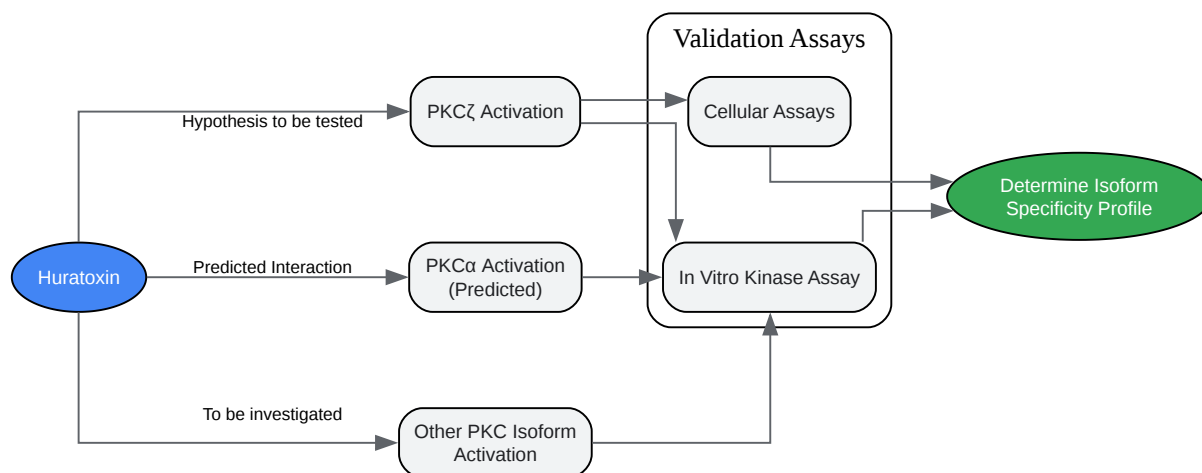 Validation Assays
PKCζ Activation
Cellular Assays
Hypothesis to be tested
Determine Isoform
Specificity Profile
Huratoxin
Predicted Interaction
PKCα Activation
(Predicted)
In Vitro Kinase Assay
To be investigated
Other PKC Isoform
Activation